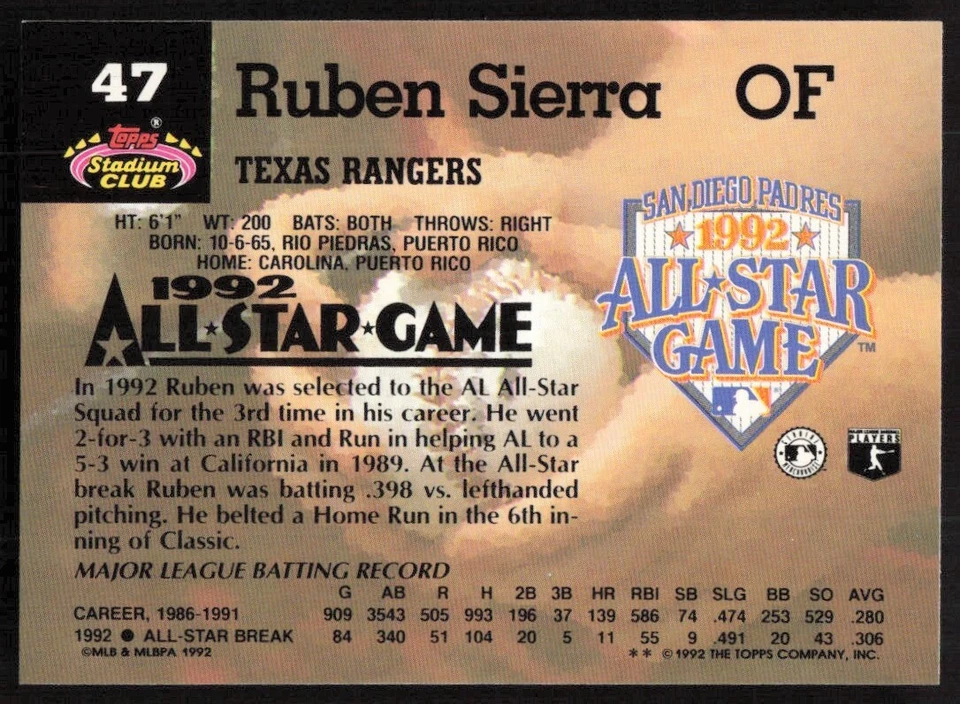 47
Ruben Sierra OF
Topps®
Stadium
CLUB
TEXAS RANGERS
HT: 6'1" WT: 200 BATS: BOTH THROWS: RIGHT
BORN: 10-6-65, RIO PIEDRAS, PUERTO RICO
HOME: CAROLINA, PUERTO RICO
1992
ALL★STAR★GAME
SAN DIEGO PADRES
★1992★
ALL★STAR
GAME TM
®
In 1992 Ruben was selected to the AL All-Star
Squad for the 3rd time in his career. He went
2-for-3 with an RBI and Run in helping AL to a
5-3 win at California in 1989. At the All-Star
break Ruben was batting .398 vs. lefthanded
pitching. He belted a Home Run in the 6th in-
ning of Classic.
GENUINE
MERCHANDISE
MAJOR LEAGUE BASEBALL
PLAYERS
MAJOR LEAGUE BATTING RECORD
G AB R H 2B 3B HR RBI SB SLG BB SO AVG
CAREER, 1986-1991 909 3543 505 993 196 37 139 586 74 .474 253 529 .280
1992 ● ALL-STAR BREAK 84 340 51 104 20 5 11 55 9 .491 20 43 .306
©MLB & MLBPA 1992
** ©1992 THE TOPPS COMPANY, INC.